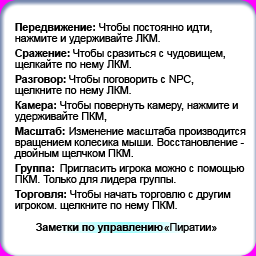 Передвижение: Чтобы постоянно идти,
нажмите и удерживайте ЛКМ.
Сражение: Чтобы сразиться с чудовищем,
щелкайте по нему ЛКМ.
Разговор: Чтобы поговорить с NPC,
щелкните по нему ЛКМ.
Камера: Чтобы повернуть камеру, нажмите и
удерживайте ПКМ,
Масштаб: Изменение масштаба производится
вращением колесика мыши. Восстановление -
двойным щелчком ПКМ.
Группа: Пригласить игрока можно с помощью
ПКМ. Только для лидера группы.
Торговля: Чтобы начать торговлю с другим
игроком. щелкните по нему ПКМ.
Заметки по управлению «Пиратии»